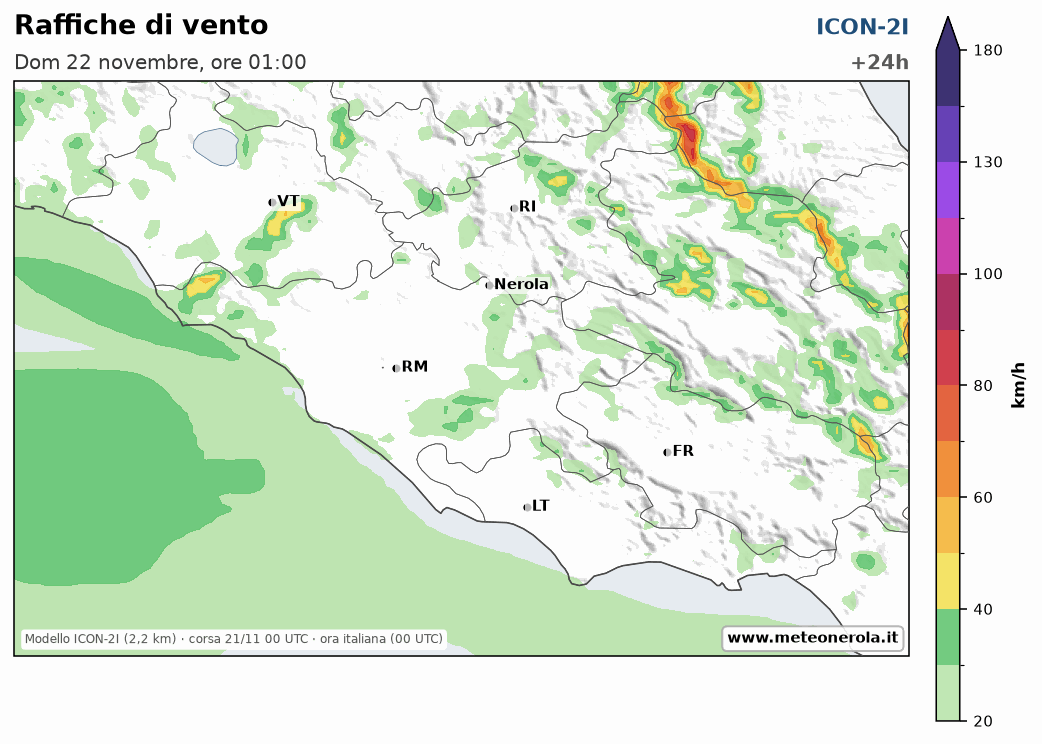 Raffiche di vento
ICON-2I
Dom 22 novembre, ore 01:00
+24h
180
130
100
80
60
40
20
km/h
VT
RI
Nerola
RM
FR
LT
Modello ICON-2I (2,2 km) · corsa 21/11 00 UTC · ora italiana (00 UTC)
www.meteonerola.it